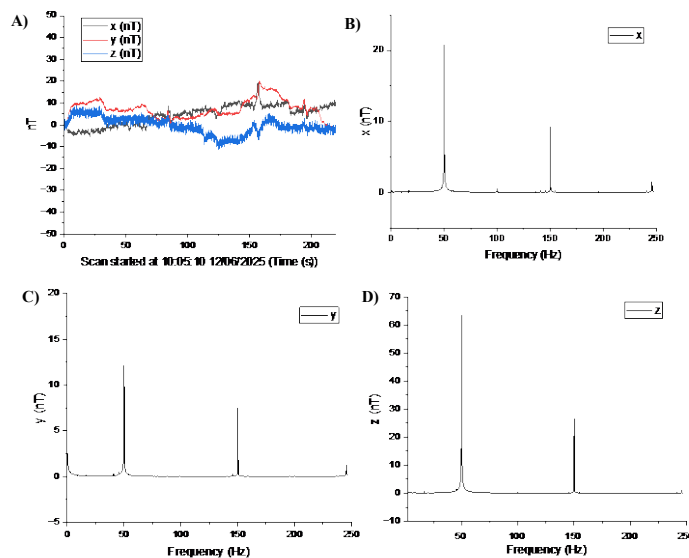 A)
x (nT)
y (nT)
z (nT)
50
40
30
20
10
0
−10
−20
−30
−40
−50
nT
0 50 100 150 200
Scan started at 10:05:10 12/06/2025 (Time (s))
B)
x
20
10
0
x (nT)
0 50 100 150 200 250
Frequency (Hz)
C)
y
20
15
10
5
0
−5
y (nT)
0 50 100 150 200 250
Frequency (Hz)
D)
z
70
60
50
40
30
20
10
0
−10
z (nT)
50 100 150 200 250
Frequency (Hz)